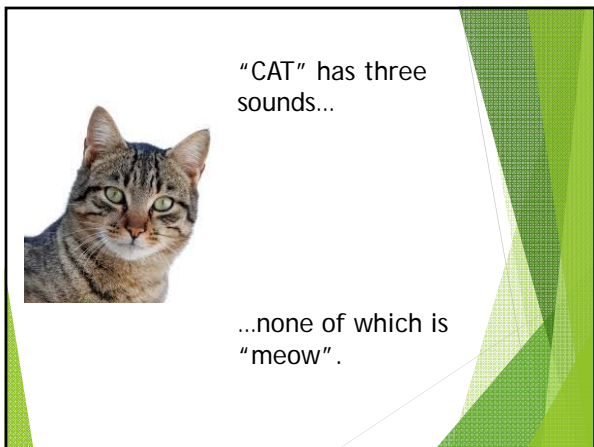 “CAT” has three
sounds…
…none of which is
“meow”.